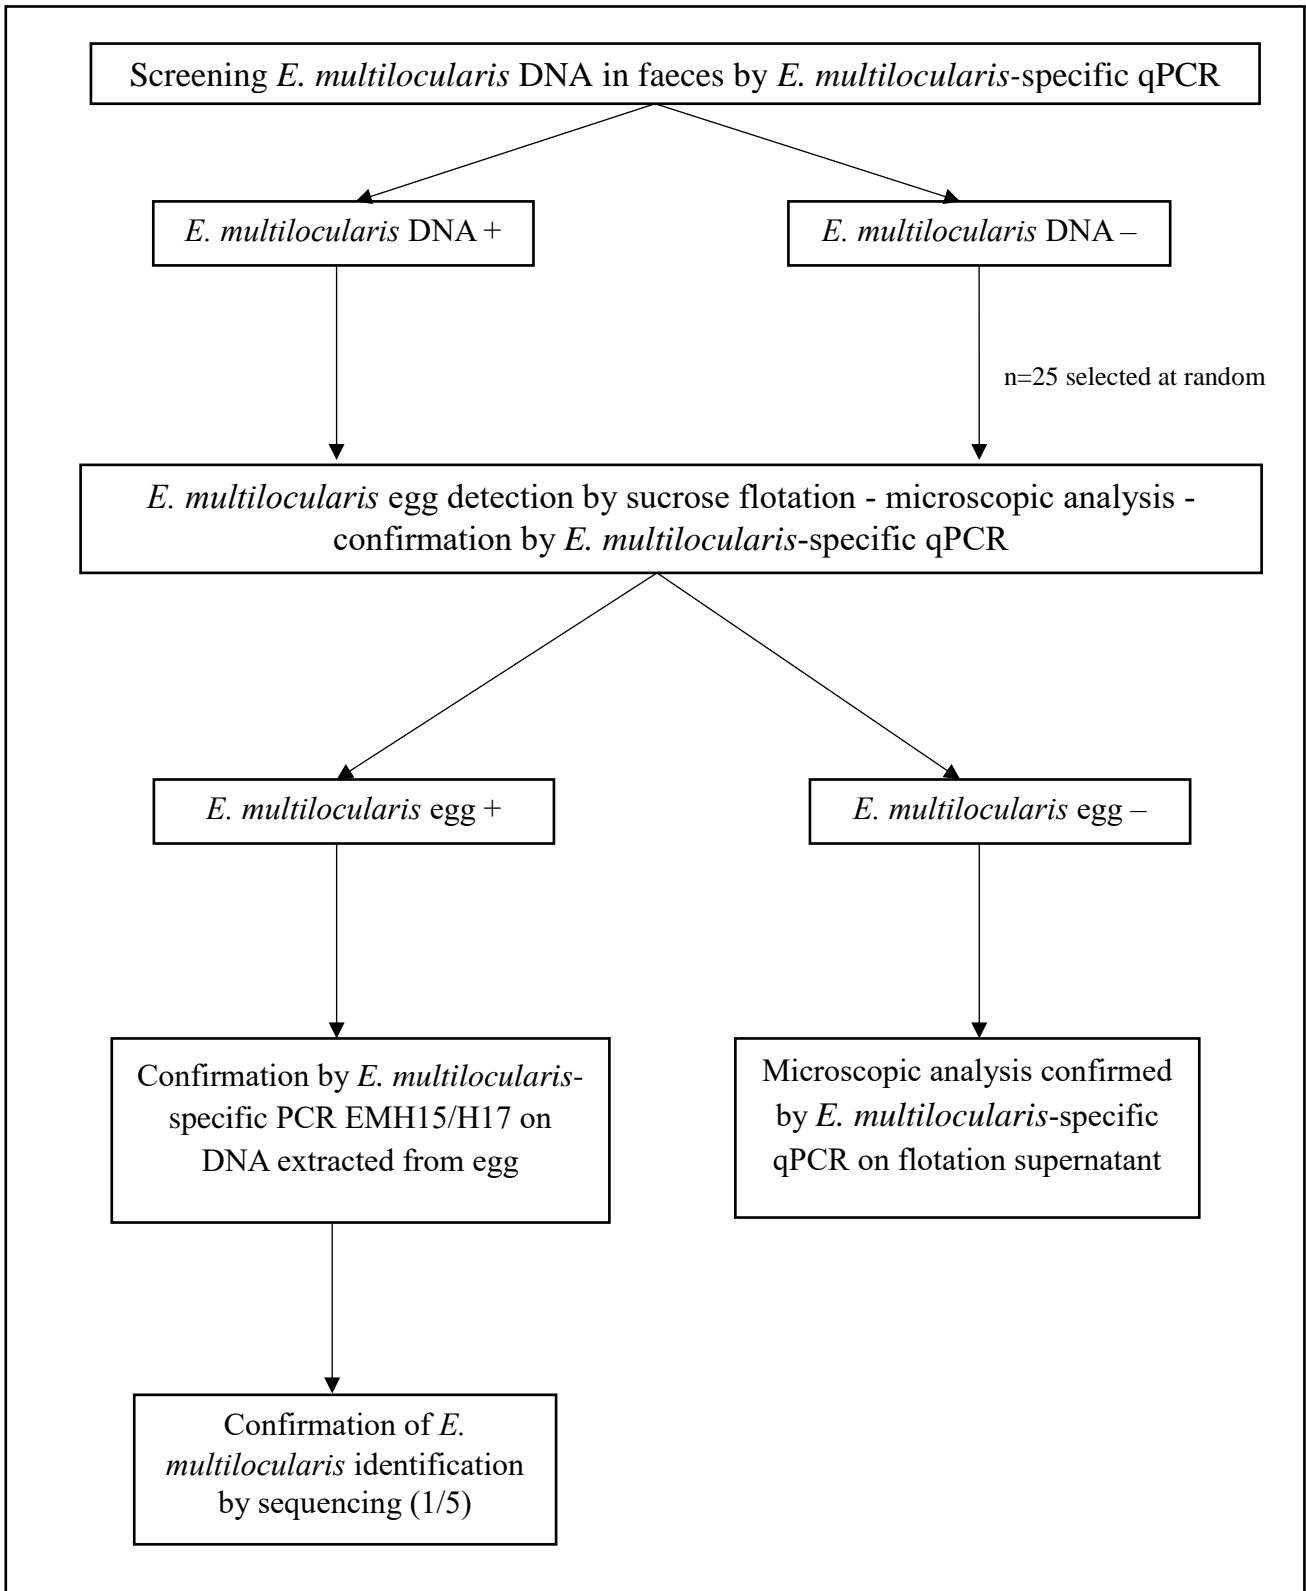 Screening E. multilocularis DNA in faeces by E. multilocularis-specific qPCR
E. multilocularis DNA +
E. multilocularis DNA –
n=25 selected at random
E. multilocularis egg detection by sucrose flotation - microscopic analysis -
confirmation by E. multilocularis-specific qPCR
E. multilocularis egg +
E. multilocularis egg –
Confirmation by E. multilocularis-
specific PCR EMH15/H17 on
DNA extracted from egg
Microscopic analysis confirmed
by E. multilocularis-specific
qPCR on flotation supernatant
Confirmation of E.
multilocularis identification
by sequencing (1/5)